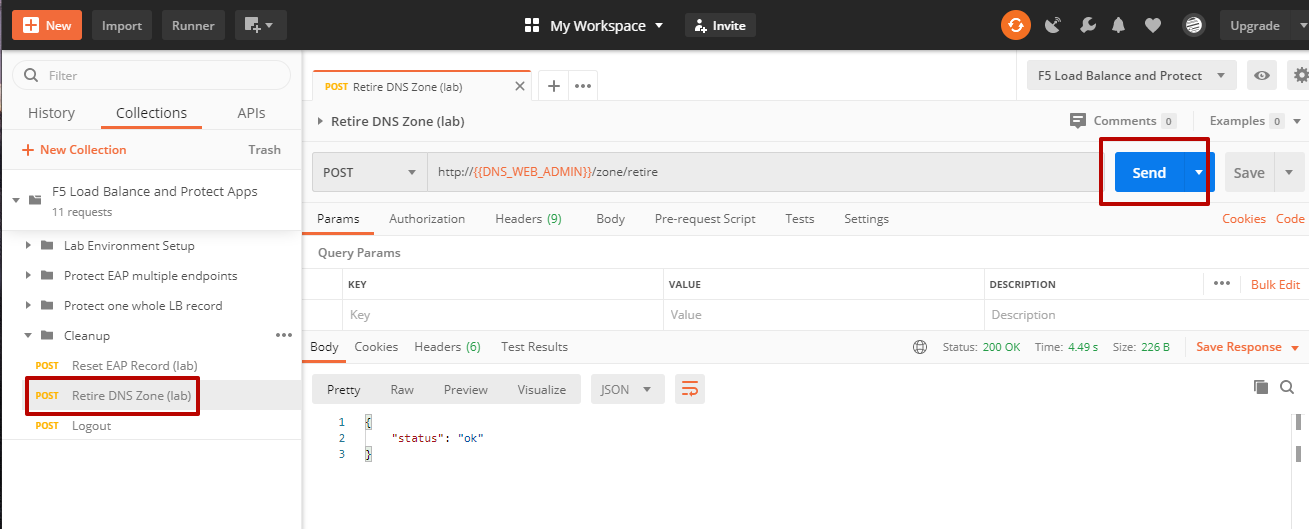 New Import Runner My Workspace Invite Upgrade
Filter
History Collections APIs
New Collection Trash
F5 Load Balance and Protect Apps
11 requests
Lab Environment Setup
Protect EAP multiple endpoints
Protect one whole LB record
Cleanup
POST Reset EAP Record (lab)
POST Retire DNS Zone (lab)
POST Logout
POST Retire DNS Zone (lab) F5 Load Balance and Protect
Retire DNS Zone (lab) Comments 0 Examples 0
POST http://{{DNS_WEB_ADMIN}}/zone/retire Send Save
Params Authorization Headers (9) Body Pre-request Script Tests Settings Cookies Code
Query Params
KEY VALUE DESCRIPTION Bulk Edit
Key Value Description
Body Cookies Headers (6) Test Results Status: 200 OK Time: 4.49 s Size: 226 B Save Response
Pretty Raw Preview Visualize JSON
1 {
2 "status": "ok"
3 }